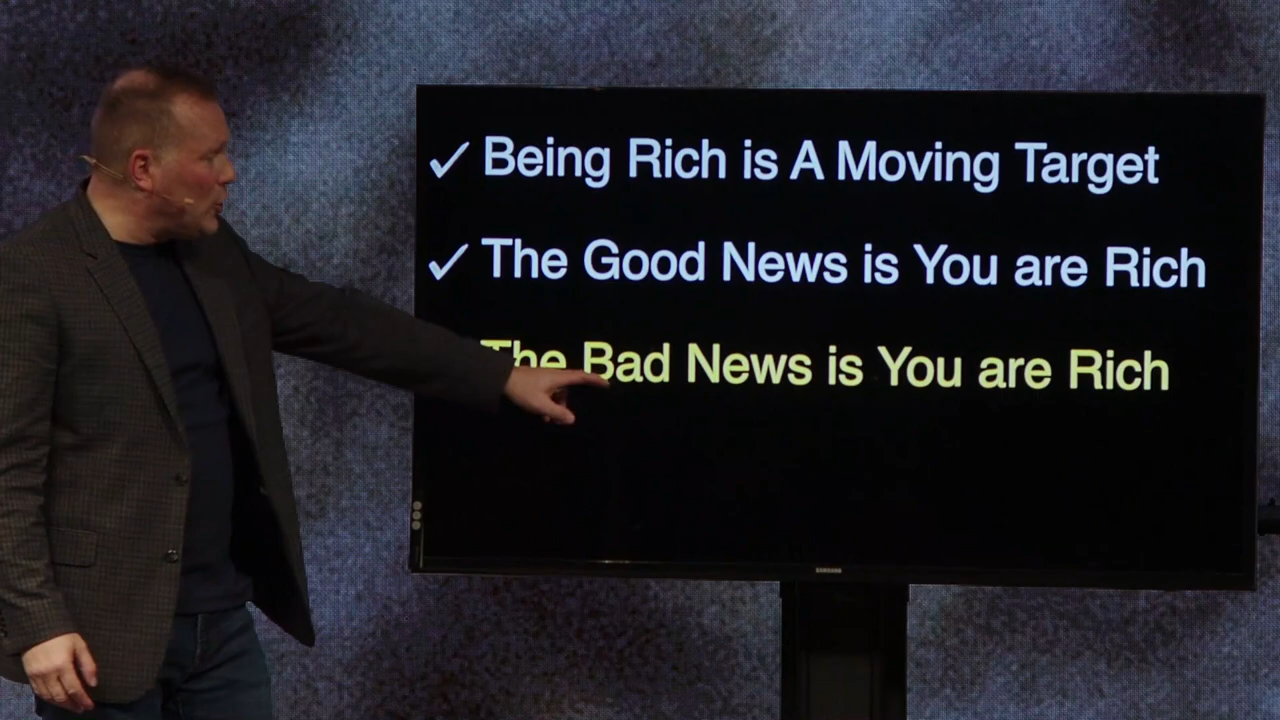 ✓ Being Rich is A Moving Target
✓ The Good News is You are Rich
The Bad News is You are Rich
SAMSUNG